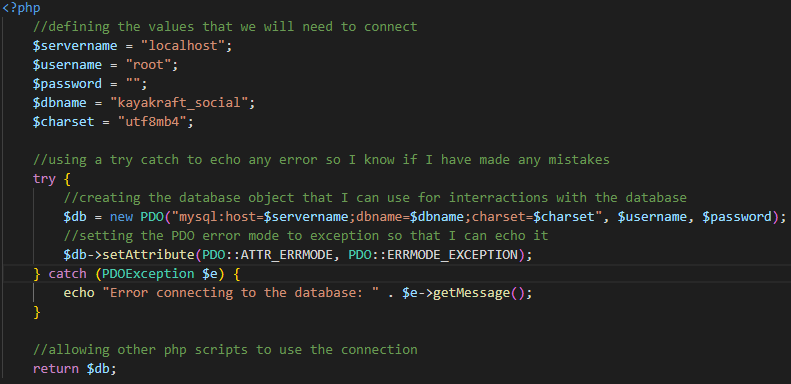 <?php
//defining the values that we will need to connect
$servername = "localhost";
$username = "root";
$password = "";
$dbname = "kayakraft_social";
$charset = "utf8mb4";
//using a try catch to echo any error so I know if I have made any mistakes
try {
//creating the database object that I can use for interractions with the database
$db = new PDO("mysql:host=$servername;dbname=$dbname;charset=$charset", $username, $password);
//setting the PDO error mode to exception so that I can echo it
$db->setAttribute(PDO::ATTR_ERRMODE, PDO::ERRMODE_EXCEPTION);
} catch (PDOException $e) {
echo "Error connecting to the database: " . $e->getMessage();
}
//allowing other php scripts to use the connection
return $db;